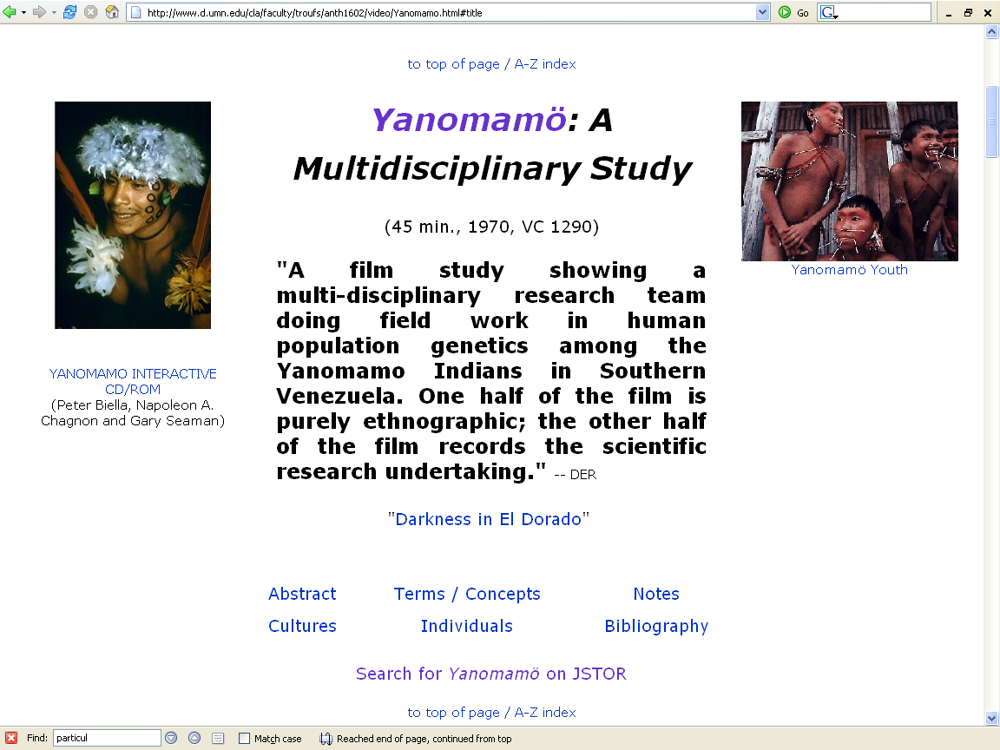 http://www.d.umn.edu/cla/faculty/troufs/anth1602/video/Yanomamo.html#title
Go
G
to top of page / A-Z index
Yanomamö: A
Multidisciplinary Study
(45 min., 1970, VC 1290)
"A film study showing a
multi-disciplinary research team
doing field work in human
population genetics among the
Yanomamo Indians in Southern
Venezuela. One half of the film is
purely ethnographic; the other half
of the film records the scientific
research undertaking." -- DER
YANOMAMO INTERACTIVE
CD/ROM
(Peter Biella, Napoleon A.
Chagnon and Gary Seaman)
Yanomamö Youth
"Darkness in El Dorado"
Abstract Terms / Concepts Notes
Cultures Individuals Bibliography
Search for Yanomamö on JSTOR
to top of page / A-Z index
Find: particul Match case Reached end of page, continued from top